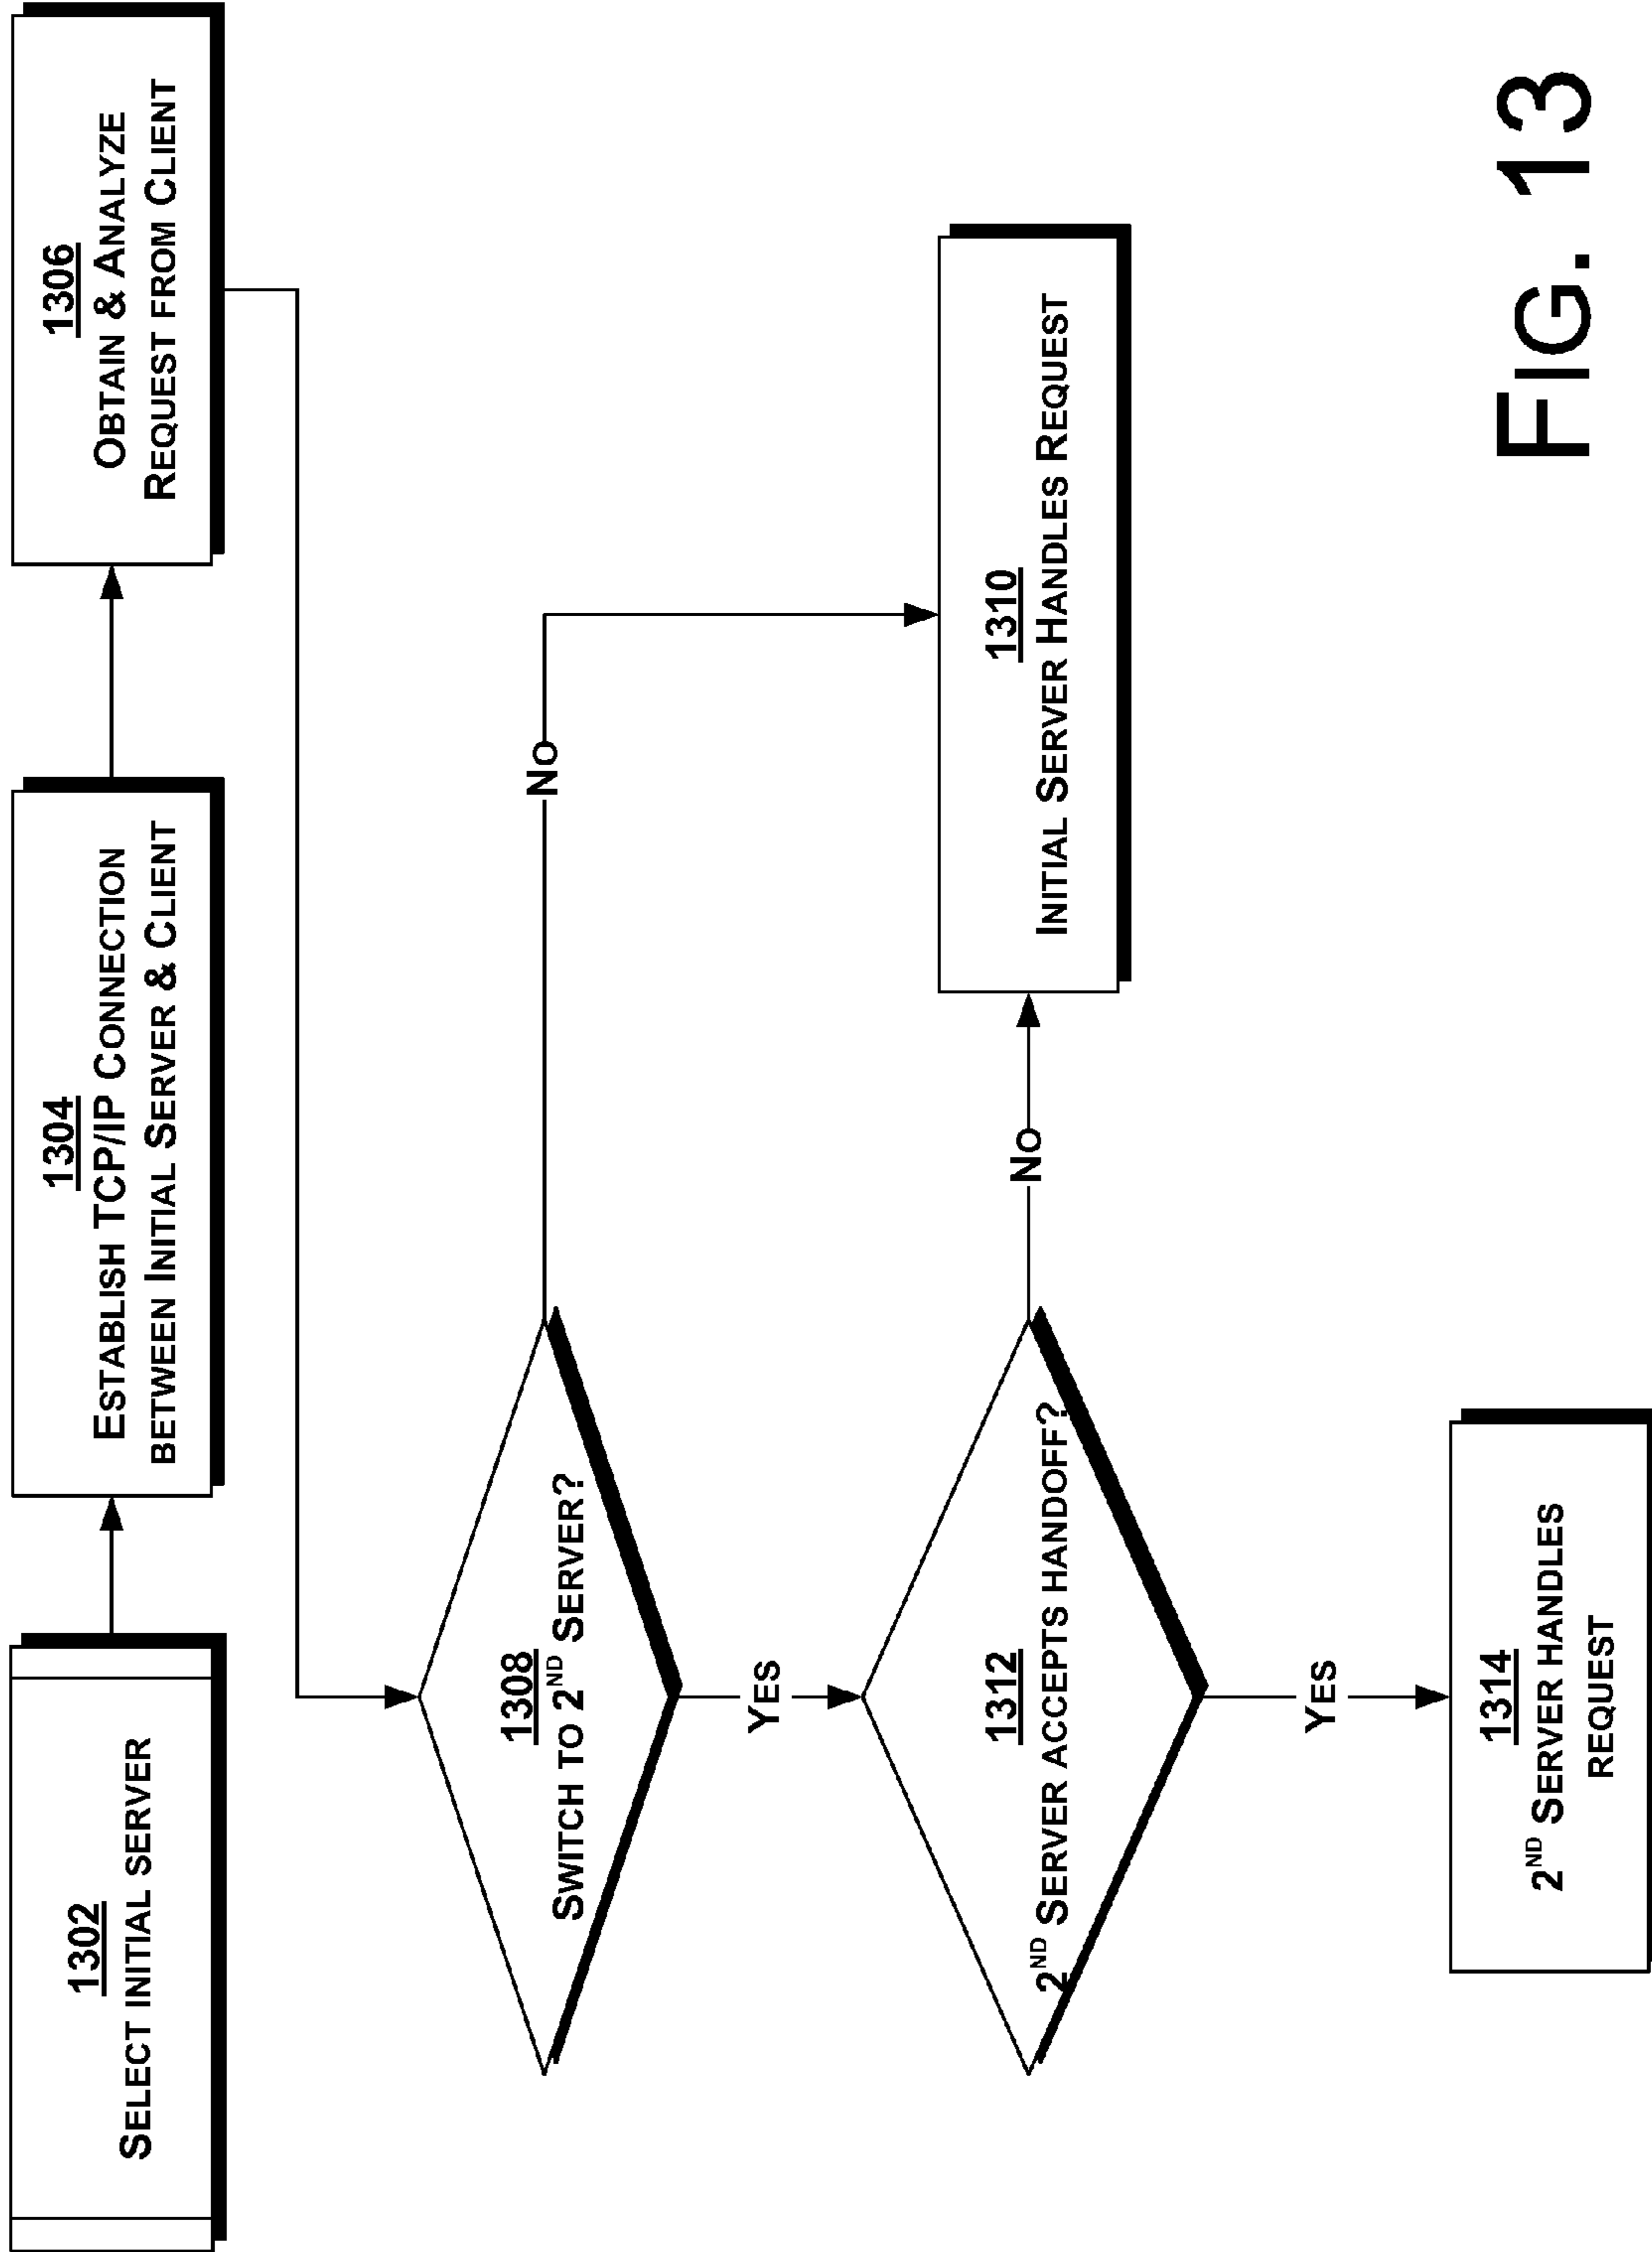 1302
SELECT INITIAL SERVER
1304
ESTABLISH TCP/IP CONNECTION
BETWEEN INITIAL SERVER & CLIENT
1306
OBTAIN & ANALYZE
REQUEST FROM CLIENT
1308
SWITCH TO 2ND SERVER?
NO
YES
1310
INITIAL SERVER HANDLES REQUEST
1312
2ND SERVER ACCEPTS HANDOFF?
NO
YES
1314
2ND SERVER HANDLES
REQUEST
FIG. 13